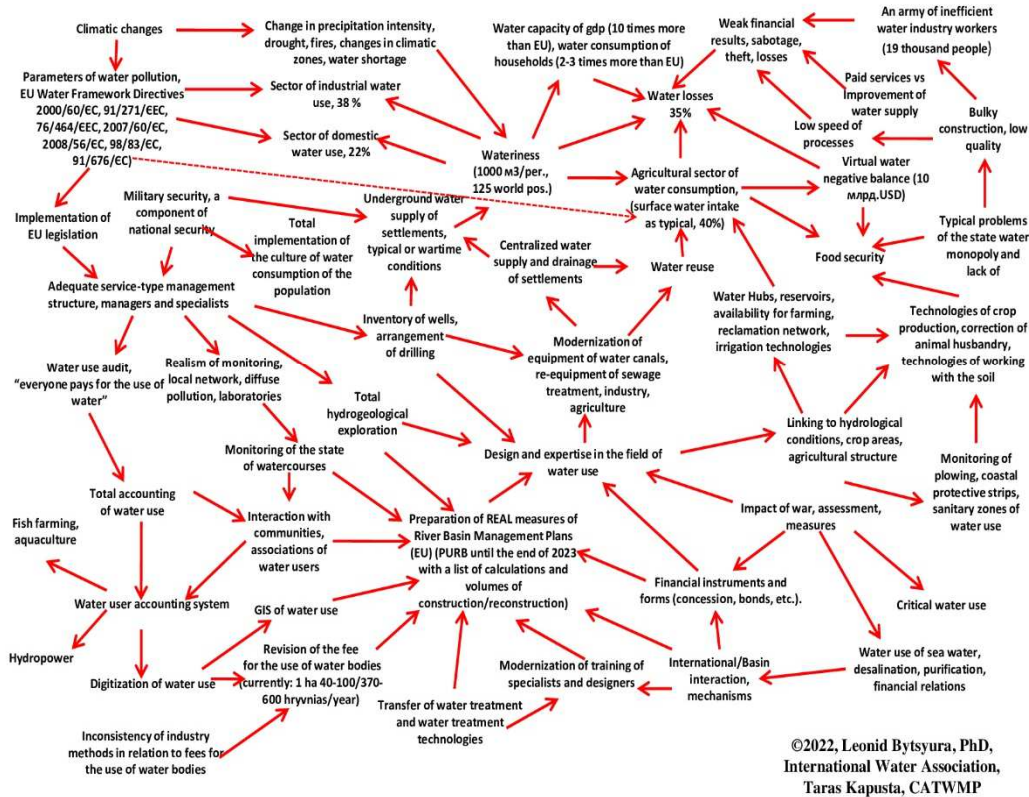 Climatic changes
Change in precipitation intensity,
drought, fires, changes in climatic
zones, water shortage
Water capacity of gdp (10 times
more than EU), water consumption of
households (2-3 times more than EU)
Weak financial
results, sabotage,
theft, losses
An army of inefficient
water industry workers
(19 thousand people)
Parameters of water pollution,
EU Water Framework Directives
2000/60/ЄС, 91/271/ЄЕС,
76/464/ЄЕС, 2007/60/ЄС,
2008/56/ЄС, 98/83/ЄС,
91/676/ЄС)
Sector of industrial water
use, 38 %
Sector of domestic
water use, 22%
Water losses
35%
Paid services vs
Improvement of
water supply
Low speed of
processes
Bulky
construction, low
quality
Wateriness
(1000 м3/per.,
125 world pos.)
Agricultural sector of
water consumption,
(surface water intake
as typical, 40%)
Virtual water
negative balance (10
млрд.USD)
Implementation of
EU legislation
Military security, a
component of
national security
Total
implementation of
the culture of water
consumption of the
population
Underground water
supply of
settlements,
typical or wartime
conditions
Centralized water
supply and drainage
of settlements
Water reuse
Food security
Typical problems of
the state water
monopoly and
lack of
Adequate service-type management
structure, managers and specialists
Inventory of wells,
arrangement
of drilling
Water Hubs, reservoirs,
availability for farming,
reclamation network,
irrigation technologies
Technologies of crop
production, correction of
animal husbandry,
technologies of working
with the soil
Water use audit,
“everyone pays for the use of
water”
Realism of monitoring,
local network, diffuse
pollution, laboratories
Modernization of
equipment of water canals,
re-equipment of sewage
treatment, industry,
agriculture
Total
hydrogeological
exploration
Linking to hydrological
conditions, crop areas,
agricultural structure
Monitoring of the state
of watercourses
Design and expertise in the field of
water use
Monitoring of
plowing, coastal
protective strips,
sanitary zones of
water use
Total accounting
of water use
Fish farming,
aquaculture
Interaction with
communities,
associations of
water users
Preparation of REAL measures of
River Basin Management Plans
(EU) (PURB until the end of 2023
with a list of calculations and
volumes of
construction/reconstruction)
Impact of war, assessment,
measures
Water user accounting system
GIS of water use
Financial instruments and
forms (concession, bonds, etc.).
Critical water use
Hydropower
Digitization of water use
Revision of the fee
for the use of water bodies
(currently: 1 ha 40-100/370-
600 hryvnias/year)
Modernization of training of
specialists and designers
International/Basin
interaction,
mechanisms
Water use of sea water,
desalination, purification,
financial relations
Transfer of water treatment
and water treatment
technologies
Inconsistency of industry
methods in relation to fees for
the use of water bodies
©2022, Leonid Bytsyura, PhD,
International Water Association,
Taras Kapusta, CATWMP